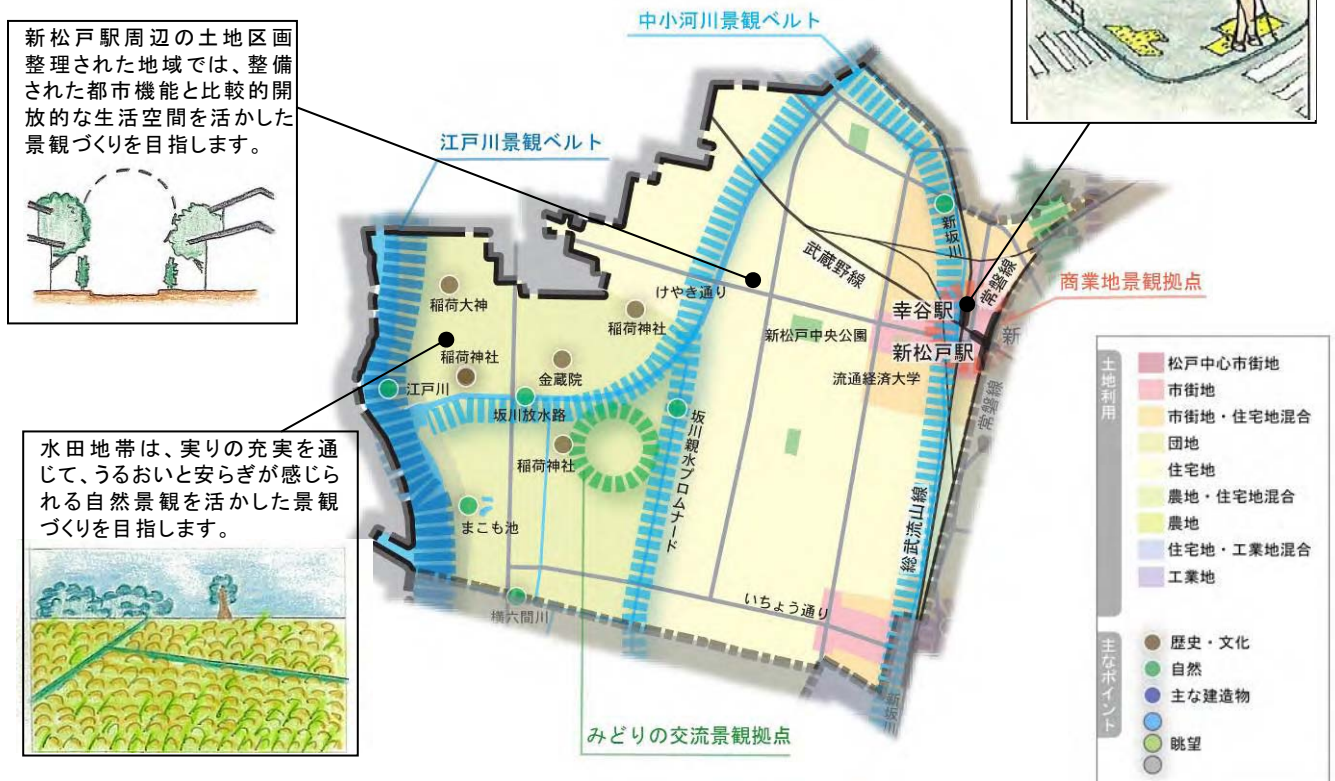 中小河川景観ベルト
新松戸駅周辺の土地区画
整理された地域では、整備
された都市機能と比較的開
放的な生活空間を活かした
景観づくりを目指します。
江戸川景観ベルト
新坂川
武蔵野線
常磐線
商業地景観拠点
稲荷大神
けやき通り
稲荷神社
幸谷駅
新松戸中央公園
新松戸駅
新
稲荷神社
金蔵院
流通経済大学
江戸川
坂川放水路
常磐線
坂川親水プロムナード
稲荷神社
水田地帯は、実りの充実を通
じて、うるおいと安らぎが感じら
れる自然景観を活かした景観
づくりを目指します。
まこも池
総武流山線
横六間川
いちょう通り
みどりの交流景観拠点
土地利用
松戸中心市街地
市街地
市街地・住宅地混合
団地
住宅地
農地・住宅地混合
農地
住宅地・工業地混合
工業地
主なポイント
歴史・文化
自然
主な建造物
眺望